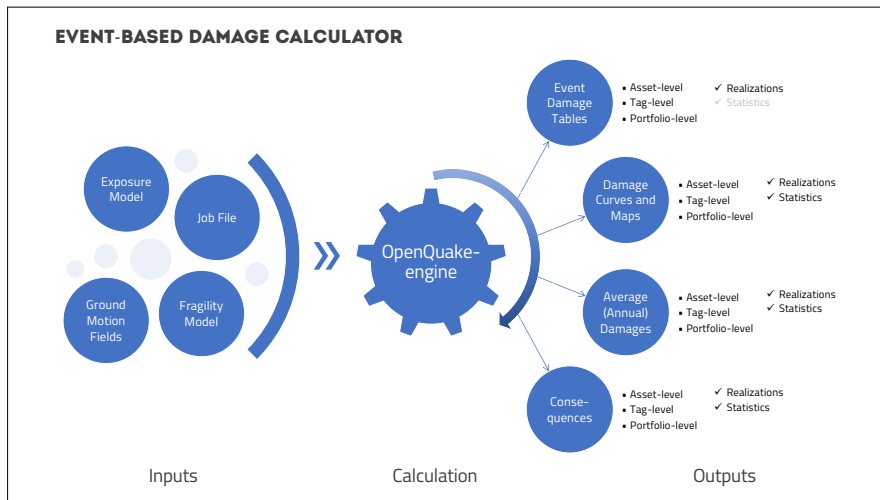 EVENT-BASED DAMAGE CALCULATOR
Exposure
Model
Job File
Ground
Motion
Fields
Fragility
Model
OpenQuake-
engine
Event
Damage
Tables
▪ Asset-level
▪ Tag-level
▪ Portfolio-level
✓ Realizations
✓ Statistics
Damage
Curves and
Maps
▪ Asset-level
▪ Tag-level
▪ Portfolio-level
✓ Realizations
✓ Statistics
Average
(Annual)
Damages
▪ Asset-level
▪ Tag-level
▪ Portfolio-level
✓ Realizations
✓ Statistics
Conse-
quences
▪ Asset-level
▪ Tag-level
▪ Portfolio-level
✓ Realizations
✓ Statistics
Inputs
Calculation
Outputs